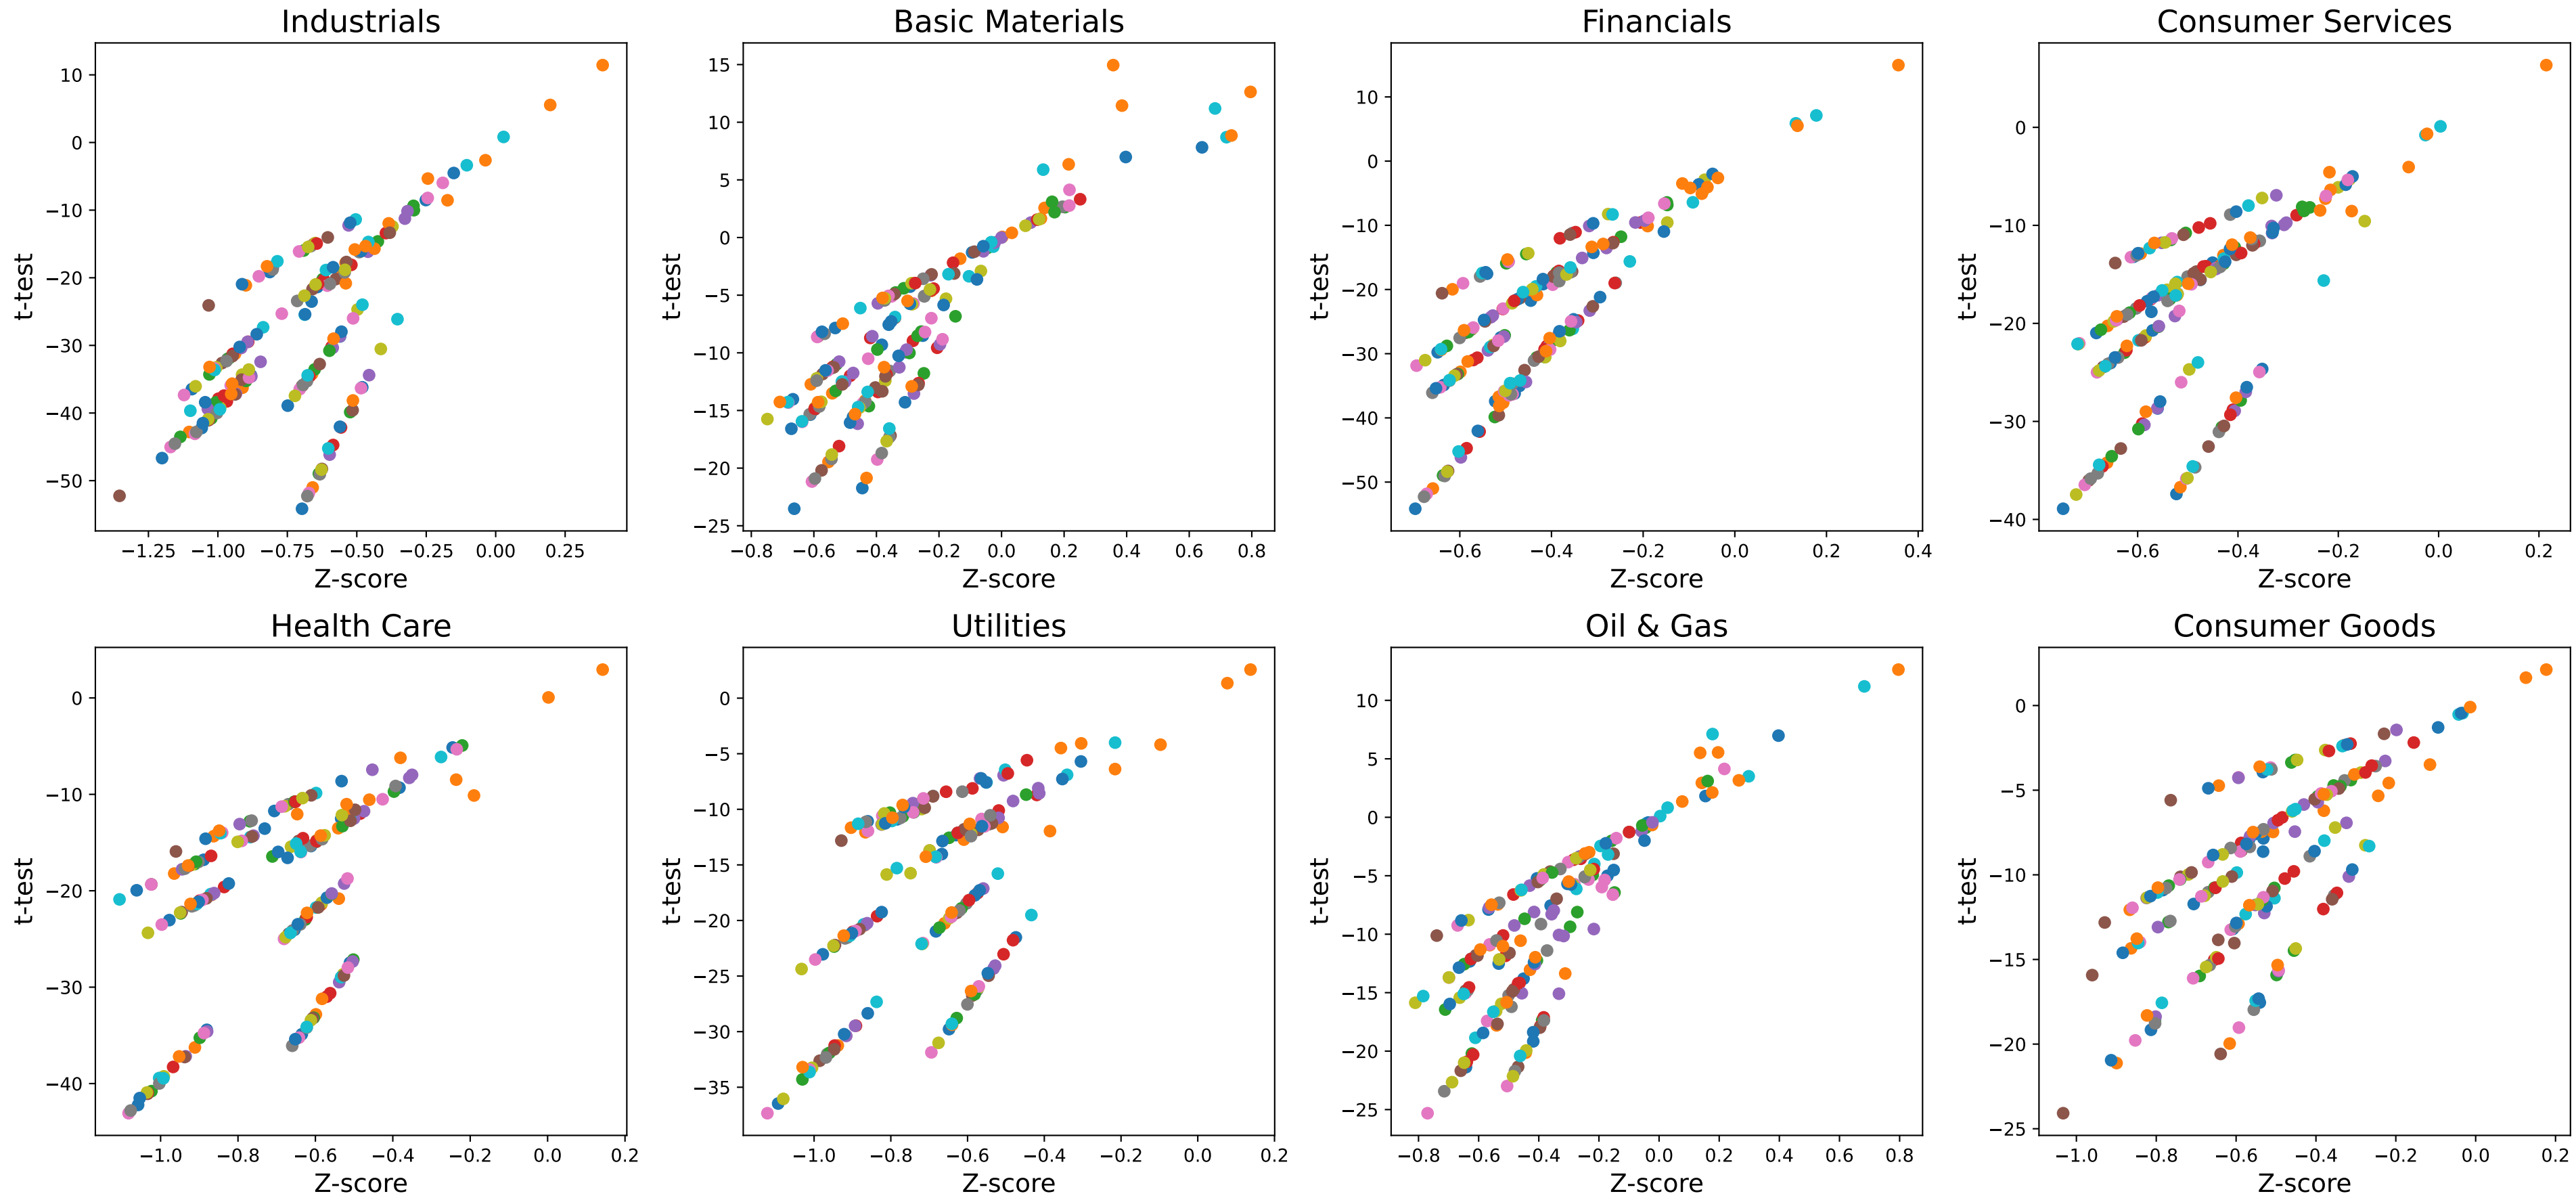 Industrials
Basic Materials
Financials
Consumer Services
10
0
−10
−20
−30
−40
−50
t-test
−1.25 −1.00 −0.75 −0.50 −0.25 0.00 0.25
Z-score
15
10
5
0
−5
−10
−15
−20
−25
t-test
−0.8 −0.6 −0.4 −0.2 0.0 0.2 0.4 0.6 0.8
Z-score
10
0
−10
−20
−30
−40
−50
t-test
−0.6 −0.4 −0.2 0.0 0.2 0.4
Z-score
0
−10
−20
−30
−40
t-test
−0.6 −0.4 −0.2 0.0 0.2
Z-score
Health Care
Utilities
Oil & Gas
Consumer Goods
0
−10
−20
−30
−40
t-test
−1.0 −0.8 −0.6 −0.4 −0.2 0.0 0.2
Z-score
0
−5
−10
−15
−20
−25
−30
−35
t-test
−1.0 −0.8 −0.6 −0.4 −0.2 0.0 0.2
Z-score
10
5
0
−5
−10
−15
−20
−25
t-test
−0.8 −0.6 −0.4 −0.2 0.0 0.2 0.4 0.6 0.8
Z-score
0
−5
−10
−15
−20
−25
t-test
−1.0 −0.8 −0.6 −0.4 −0.2 0.0 0.2
Z-score